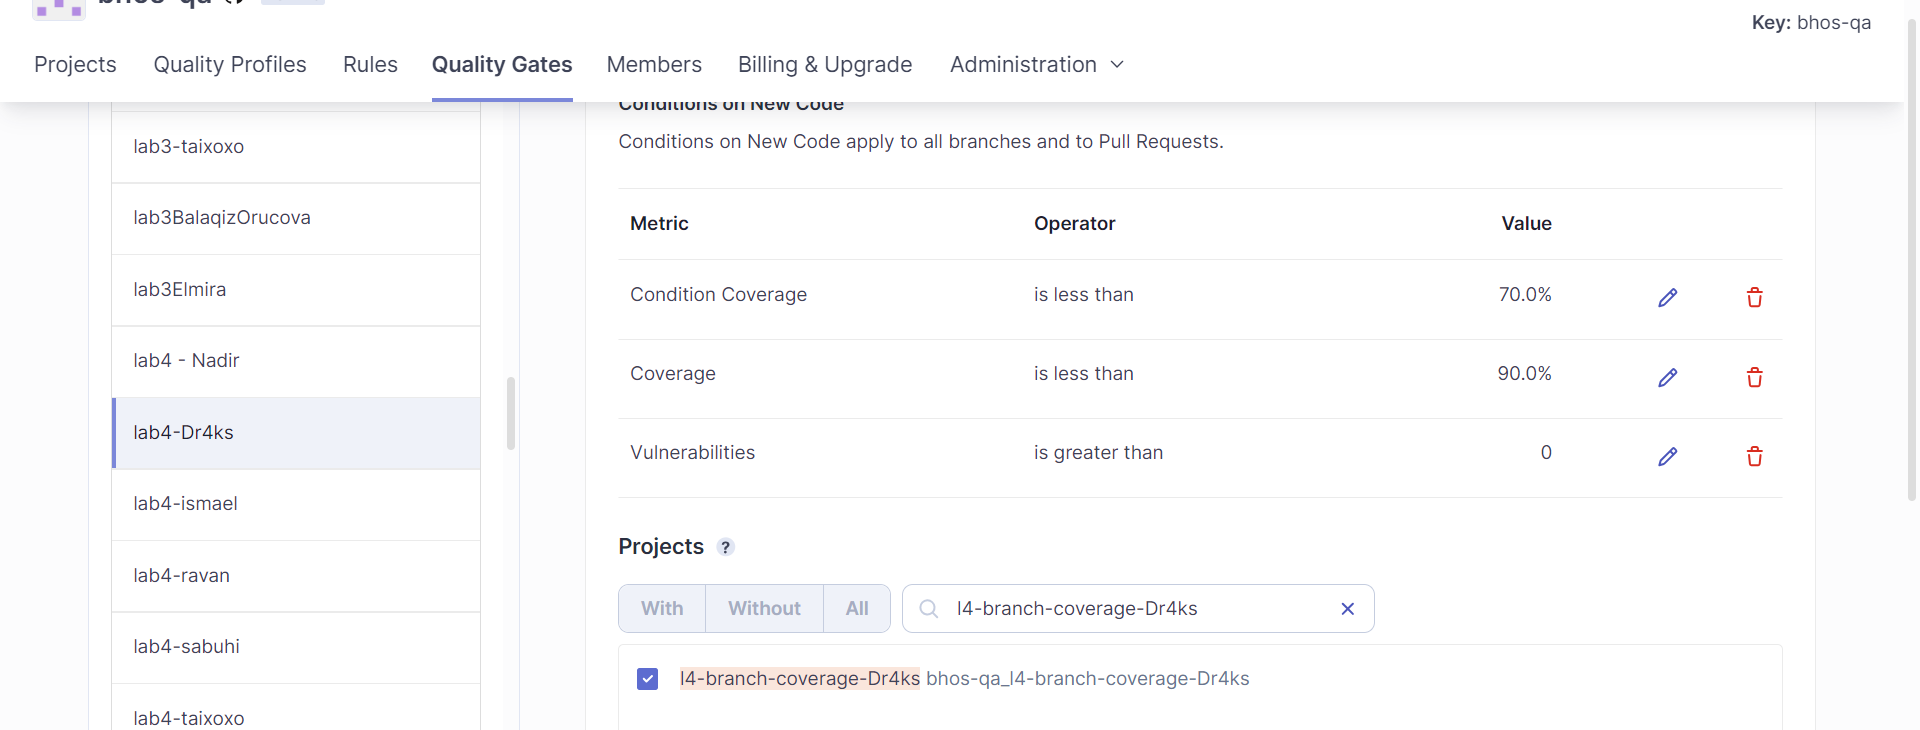 bhos-qa
Key: bhos-qa
Projects Quality Profiles Rules Quality Gates Members Billing & Upgrade Administration
lab3-taixoxo
lab3BalaqizOrucova
lab3Elmira
lab4 - Nadir
lab4-Dr4ks
lab4-ismael
lab4-ravan
lab4-sabuhi
lab4-taixoxo
Conditions on New Code
Conditions on New Code apply to all branches and to Pull Requests.
Metric Operator Value
Condition Coverage is less than 70.0%
Coverage is less than 90.0%
Vulnerabilities is greater than 0
Projects ?
With Without All l4-branch-coverage-Dr4ks
l4-branch-coverage-Dr4ks bhos-qa_l4-branch-coverage-Dr4ks